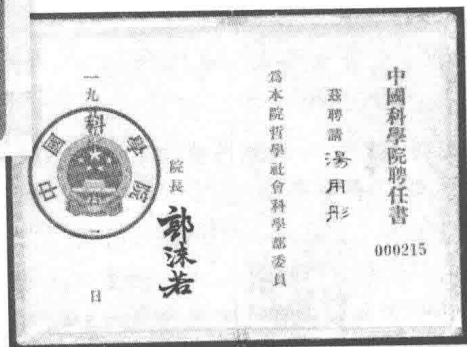 中國科學院聘任書
000215
茲聘請湯用彤
爲本院哲學社會科學部委員
院長 郭沫若
一九
日
中國科學院